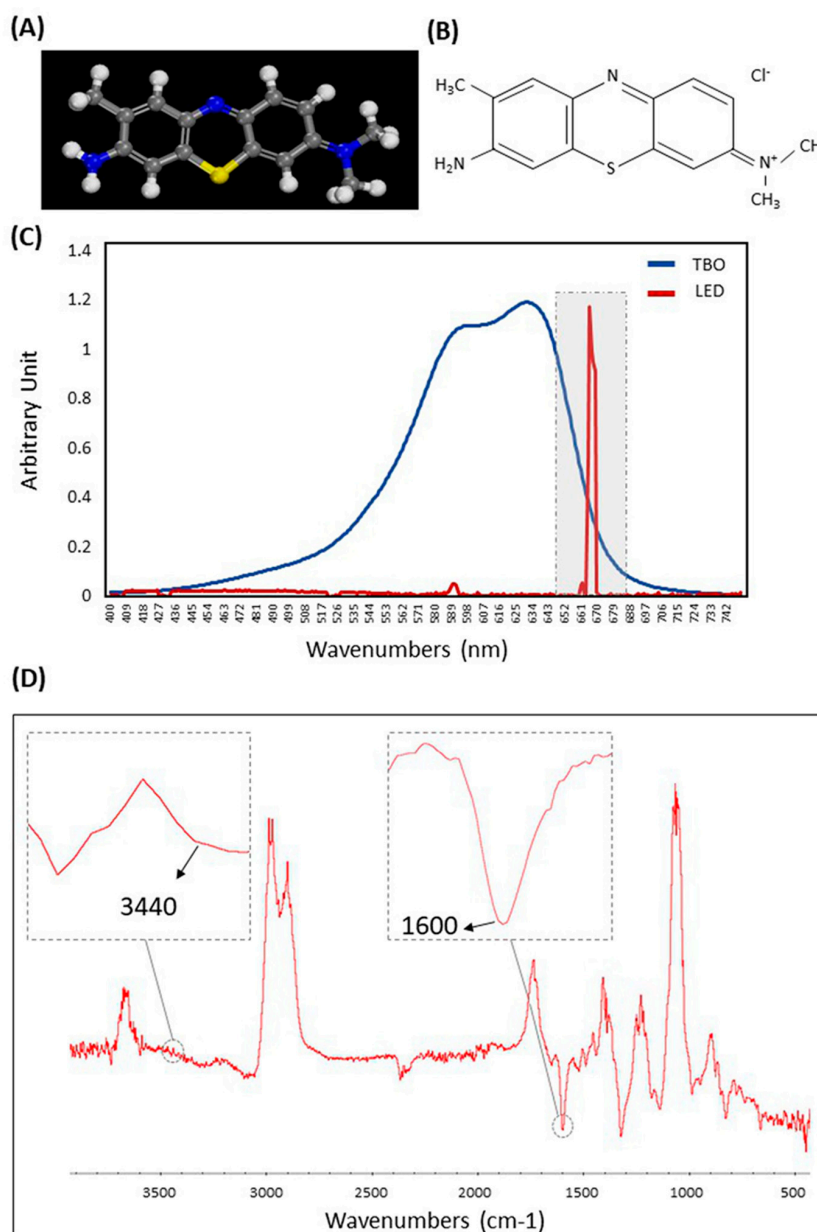 (A)
(B)
H₃C
N
Cl⁻
H₂N
S
N⁺
CH
CH₃
(C)
1.4
1.2
1
0.8
0.6
0.4
0.2
0
Arbitrary Unit
TBO
LED
400 409 418 427 436 445 454 463 472 481 490 499 508 517 526 535 544 553 562 571 580 589 598 607 616 625 634 643 652 661 670 679 688 697 706 715 724 733 742
Wavenumbers (nm)
(D)
3440
1600
3500 3000 2500 2000 1500 1000 500
Wavenumbers (cm-1)